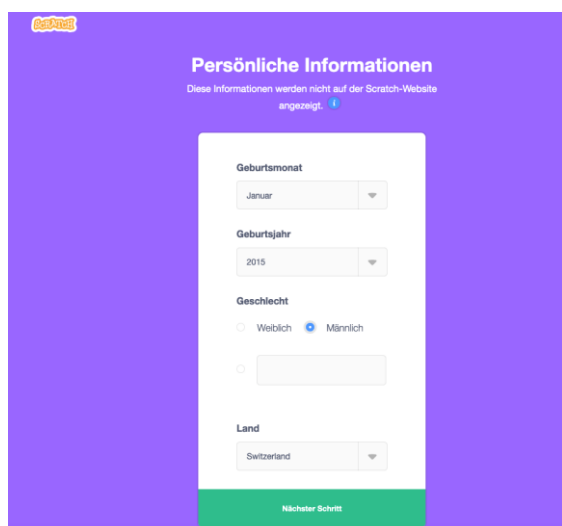 SCRATCH
Persönliche Informationen
Diese Informationen werden nicht auf der Scratch-Website
angezeigt. i
Geburtsmonat
Januar
Geburtsjahr
2015
Geschlecht
Weiblich Männlich
Land
Switzerland
Nächster Schritt